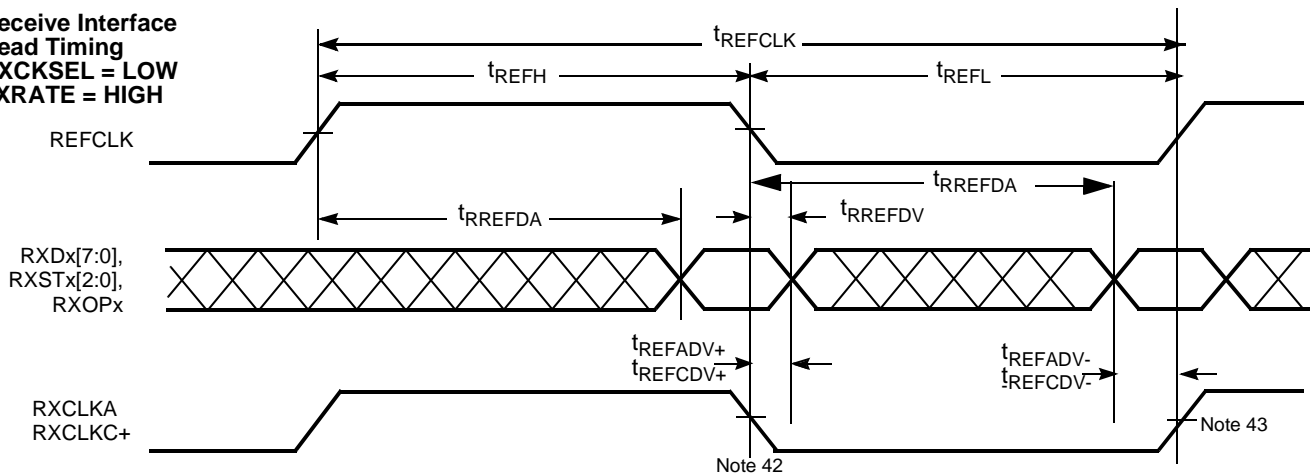 eceive Interface
ead Timing
XCKSEL = LOW
XRATE = HIGH
tREFCLK
tREFH
tREFL
REFCLK
tRREFDA
tRREFDA
tRREFDV
RXDx[7:0],
RXSTx[2:0],
RXOPx
tREFADV+
tREFCDV+
tREFADV-
tREFCDV-
RXCLKA
RXCLKC+
Note 43
Note 42